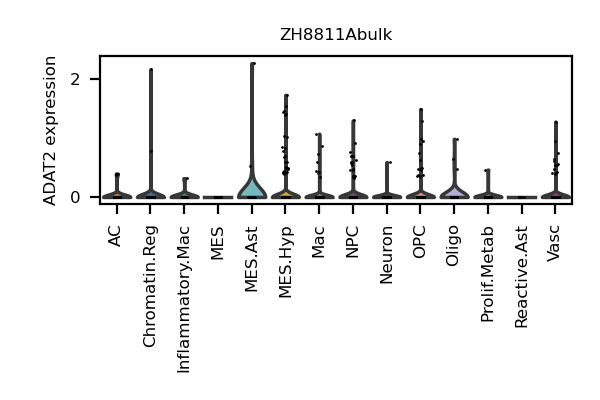 ZH8811Abulk
ADAT2 expression
2
0
AC
Chromatin.Reg
Inflammatory.Mac
MES
MES.Ast
MES.Hyp
Mac
NPC
Neuron
OPC
Oligo
Prolif.Metab
Reactive.Ast
Vasc